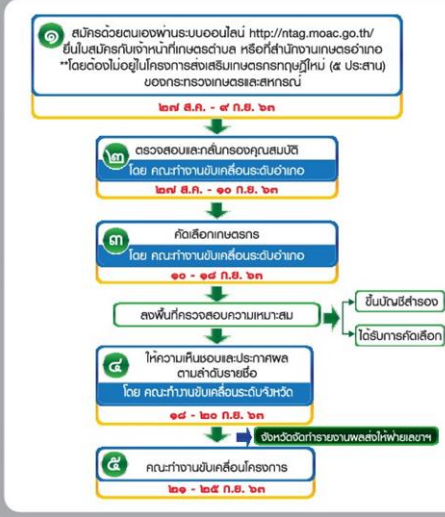 ๑ สมัครด้วยตนเองผ่านระบบออนไลน์ http://ntag.moac.go.th/
ยื่นใบสมัครกับเจ้าหน้าที่เกษตรตำบล หรือที่สำนักงานเกษตรอำเภอ
**โดยต้องไม่อยู่ในโครงการส่งเสริมเกษตรกรทฤษฎีใหม่ (๕ ประสาน)
ของกระทรวงเกษตรและสหกรณ์
๒๗ ส.ค. - ๙ ก.ย. ๖๓
๒ ตรวจสอบและกลั่นกรองคุณสมบัติ
โดย คณะทำงานขับเคลื่อนระดับอำเภอ
๒๗ ส.ค. - ๑๐ ก.ย. ๖๓
๓ คัดเลือกเกษตรกร
โดย คณะทำงานขับเคลื่อนระดับอำเภอ
๑๐ - ๑๘ ก.ย. ๖๓
ลงพื้นที่ตรวจสอบความเหมาะสม
ขึ้นบัญชีสำรอง
ได้รับการคัดเลือก
๔ ให้ความเห็นชอบและประกาศผล
ตามลำดับรายชื่อ
โดย คณะทำงานขับเคลื่อนระดับจังหวัด
๑๘ - ๒๐ ก.ย. ๖๓
จังหวัดจัดทำรายงานผลส่งให้ฝ่ายเลขาฯ
๕ คณะทำงานขับเคลื่อนโครงการ
๒๑ - ๒๕ ก.ย. ๖๓